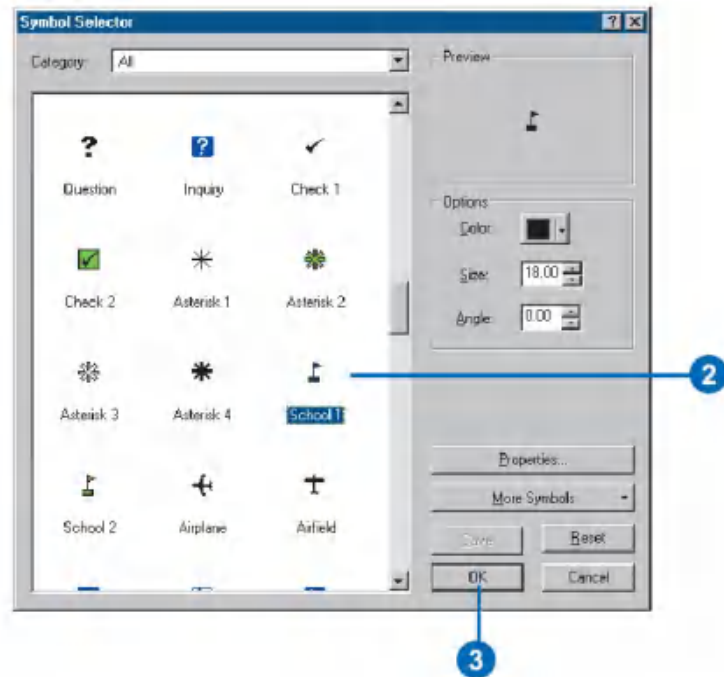 Symbol Selector
Category: All
Preview
? ?
Question Inquiry Check 1
Options
Color:
Check 2 Asterisk 1 Asterisk 2
Size: 18.00
Angle: 0.00
Asterisk 3 Asterisk 4 School 1
2
School 2 Airplane Airfield
Properties...
More Symbols
Save... Reset
OK Cancel
3